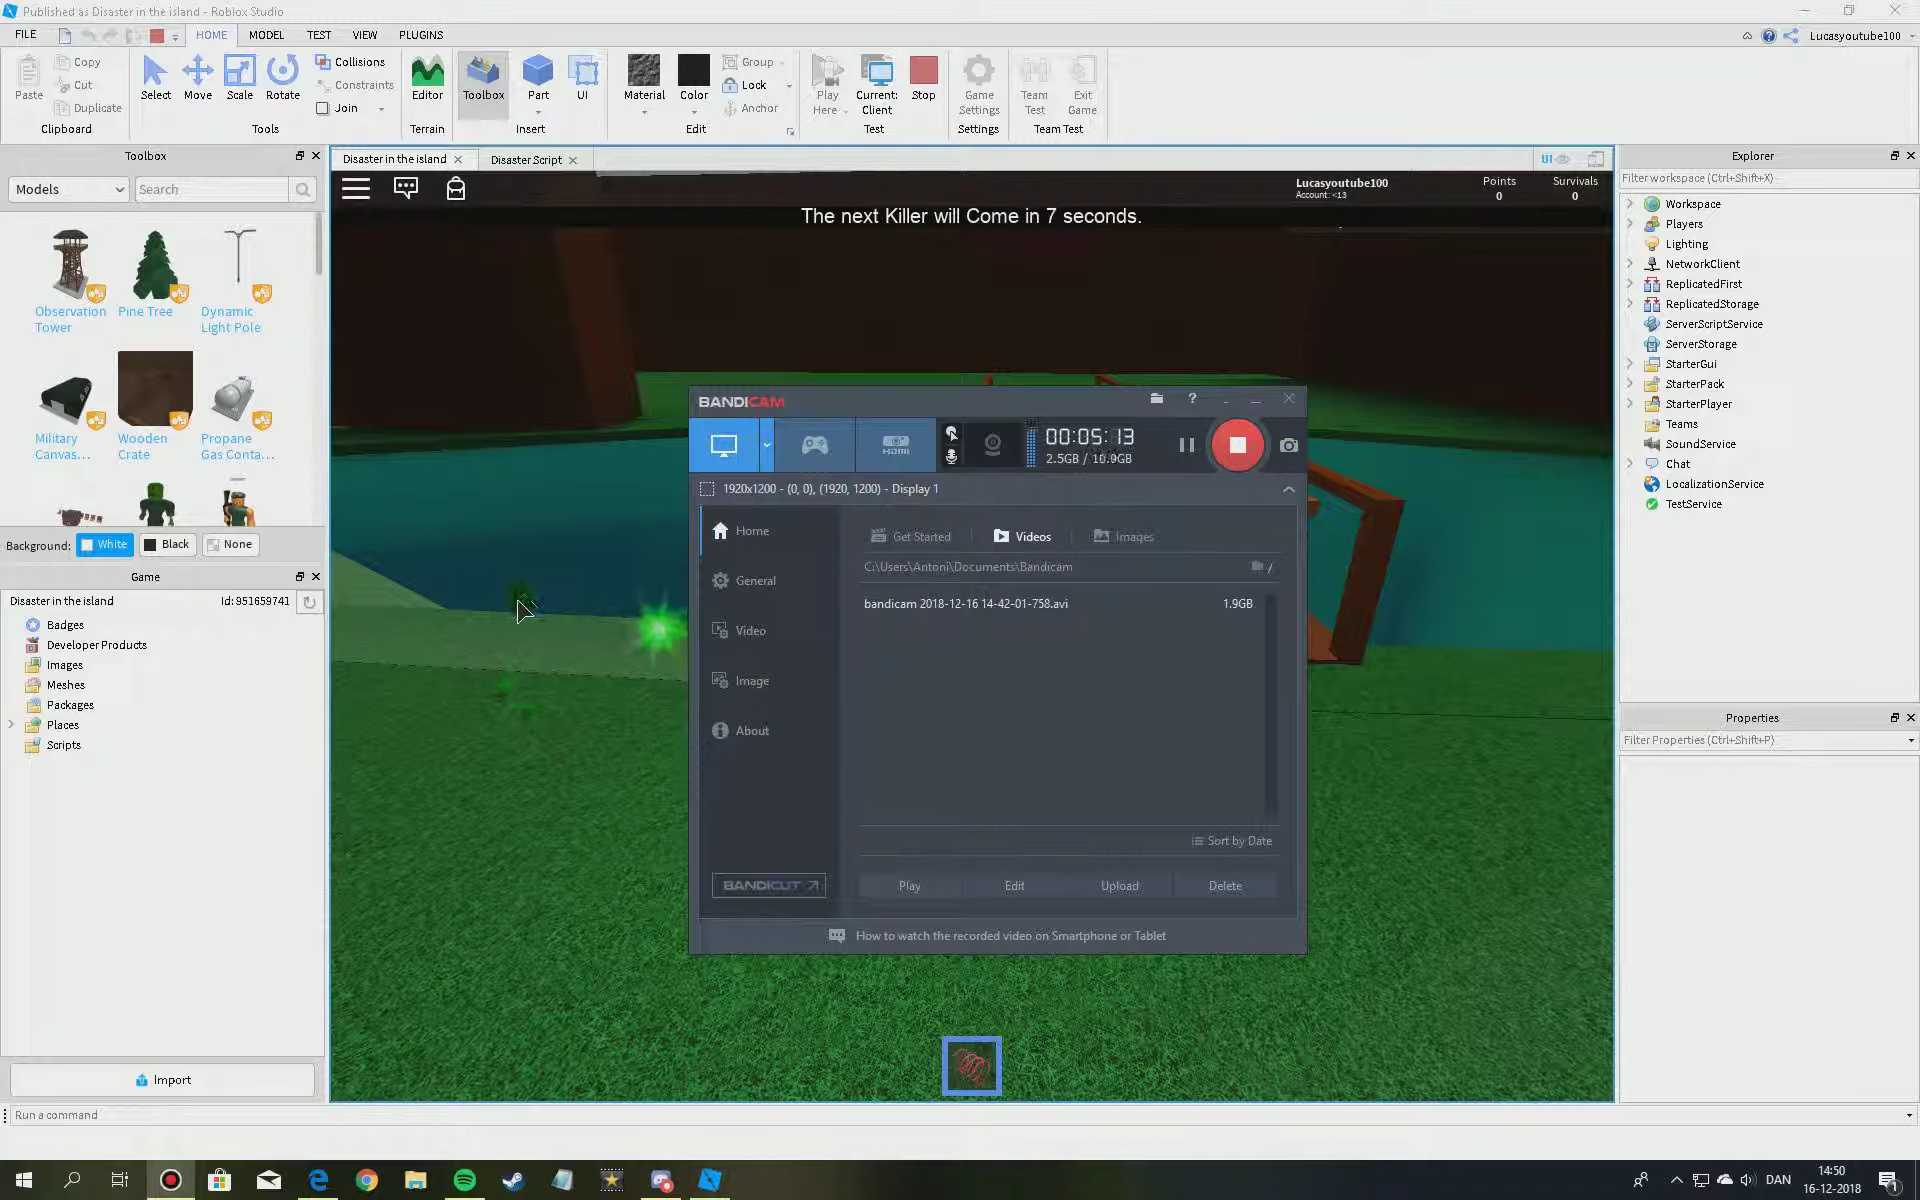 Published as Disaster in the island - Roblox Studio
FILE HOME MODEL TEST VIEW PLUGINS Lucasyoutube100
Paste Copy Cut Duplicate Clipboard
Select Move Scale Rotate Collisions Constraints Join Tools
Editor Terrain
Toolbox Part UI Insert
Material Color Group Lock Anchor Edit
Play Here Current: Client Stop Test
Game Settings Settings
Team Test Exit Game Team Test
Toolbox
Models Search
Observation Tower
Pine Tree
Dynamic Light Pole
Military Canvas...
Wooden Crate
Propane Gas Conta...
Background: White Black None
Game
Disaster in the island Id: 951659741
Badges
Developer Products
Images
Meshes
Packages
Places
Scripts
Import
Run a command
Disaster in the island Disaster Script UI
Lucasyoutube100 Points Survivals
Account: <13 0 0
The next Killer will Come in 7 seconds.
BANDICAM ?
HDMI
00:05:13
2.5GB / 10.0GB
1920x1200 - (0, 0), (1920, 1200) - Display 1
Home
General
Video
Image
About
BANDICUT
Get Started Videos Images
C:\Users\Antoni\Documents\Bandicam /
bandicam 2018-12-16 14-42-01-758.avi 1.9GB
Sort by Date
Play Edit Upload Delete
How to watch the recorded video on Smartphone or Tablet
Explorer
Filter workspace (Ctrl+Shift+X)
Workspace
Players
Lighting
NetworkClient
ReplicatedFirst
ReplicatedStorage
ServerScriptService
ServerStorage
StarterGui
StarterPack
StarterPlayer
Teams
SoundService
Chat
LocalizationService
TestService
Properties
Filter Properties (Ctrl+Shift+P)
DAN
14:50
16-12-2018
1